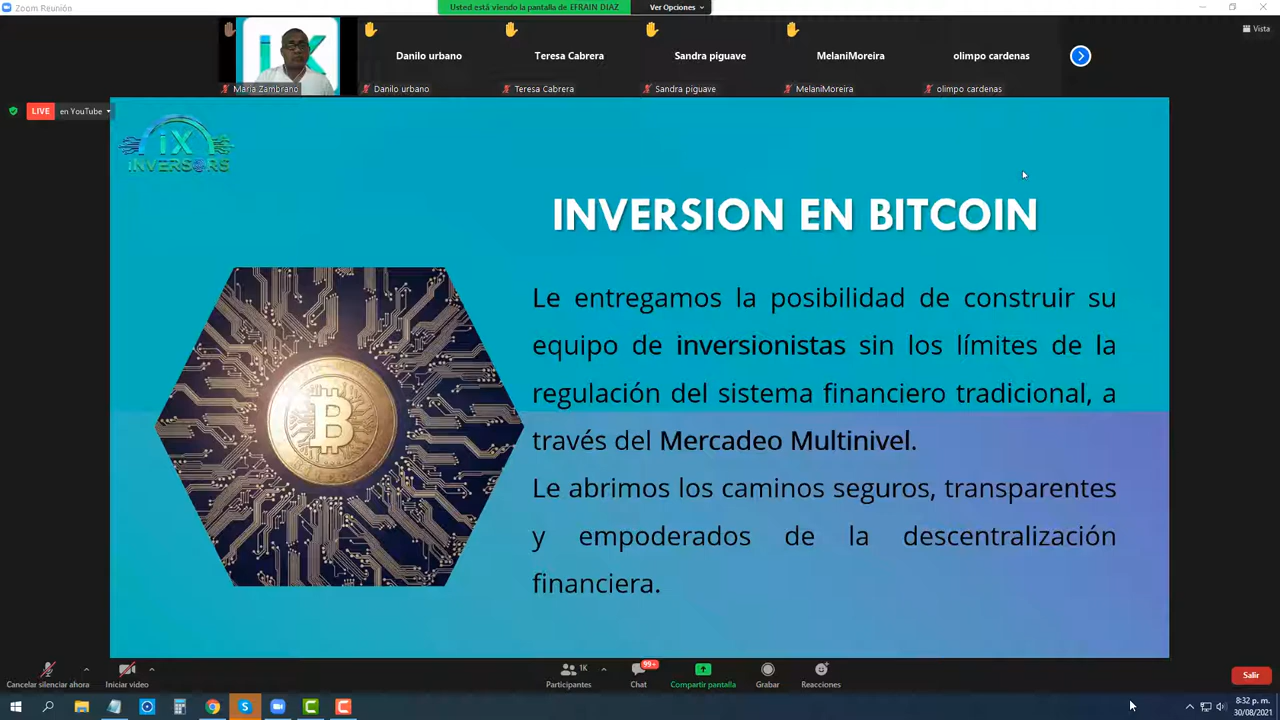 Zoom Reunión
Usted está viendo la pantalla de EFRAIN DIAZ
Ver Opciones
Vista
iX
Danilo urbano
Teresa Cabrera
Sandra piguave
MelaniMoreira
olimpo cardenas
Maria Zambrano
Danilo urbano
Teresa Cabrera
Sandra piguave
MelaniMoreira
olimpo cardenas
LIVE
en YouTube
iX
iNVERSORS
INVERSION EN BITCOIN
Le entregamos la posibilidad de construir su
equipo de inversionistas sin los límites de la
regulación del sistema financiero tradicional, a
través del Mercadeo Multinivel.
Le abrimos los caminos seguros, transparentes
y empoderados de la descentralización
financiera.
Cancelar silenciar ahora
Iniciar video
1K
Participantes
99+
Chat
Compartir pantalla
Grabar
Reacciones
Salir
8:32 p. m.
30/08/2021